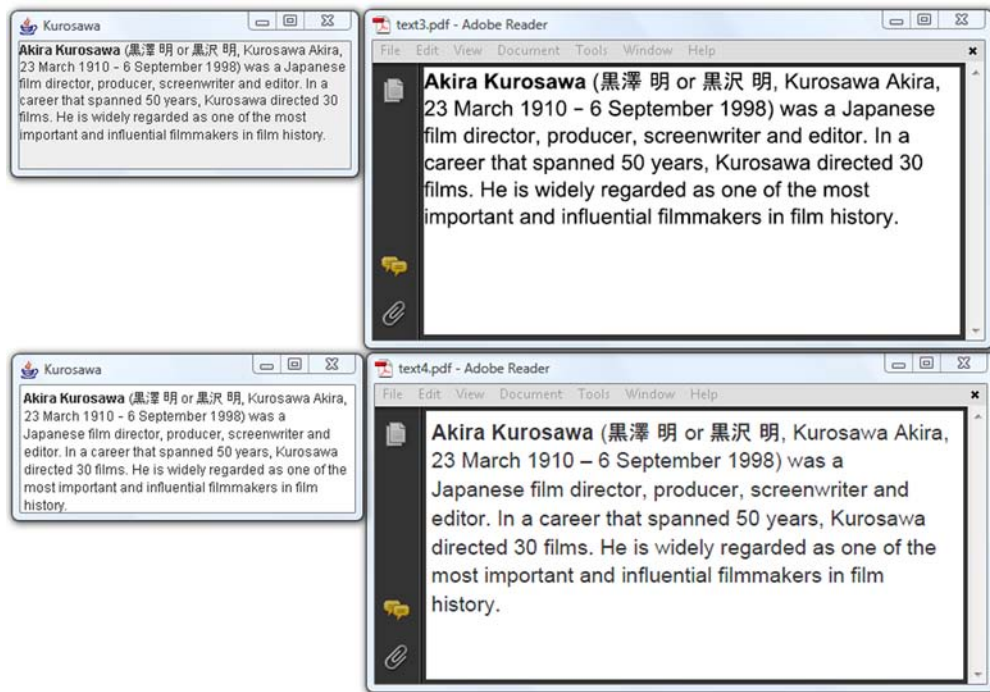 Kurosawa
Akira Kurosawa (黒澤 明 or 黒沢 明, Kurosawa Akira,
23 March 1910 - 6 September 1998) was a Japanese
film director, producer, screenwriter and editor. In a
career that spanned 50 years, Kurosawa directed 30
films. He is widely regarded as one of the most
important and influential filmmakers in film history.
text3.pdf - Adobe Reader
File Edit View Document Tools Window Help
Akira Kurosawa (黒澤 明 or 黒沢 明, Kurosawa Akira,
23 March 1910 – 6 September 1998) was a Japanese
film director, producer, screenwriter and editor. In a
career that spanned 50 years, Kurosawa directed 30
films. He is widely regarded as one of the most
important and influential filmmakers in film history.
Kurosawa
Akira Kurosawa (黒澤 明 or 黒沢 明, Kurosawa Akira,
23 March 1910 - 6 September 1998) was a
Japanese film director, producer, screenwriter and
editor. In a career that spanned 50 years, Kurosawa
directed 30 films. He is widely regarded as one of the
most important and influential filmmakers in film
history.
text4.pdf - Adobe Reader
File Edit View Document Tools Window Help
Akira Kurosawa (黒澤 明 or 黒沢 明, Kurosawa Akira,
23 March 1910 – 6 September 1998) was a
Japanese film director, producer, screenwriter and
editor. In a career that spanned 50 years, Kurosawa
directed 30 films. He is widely regarded as one of the
most important and influential filmmakers in film
history.